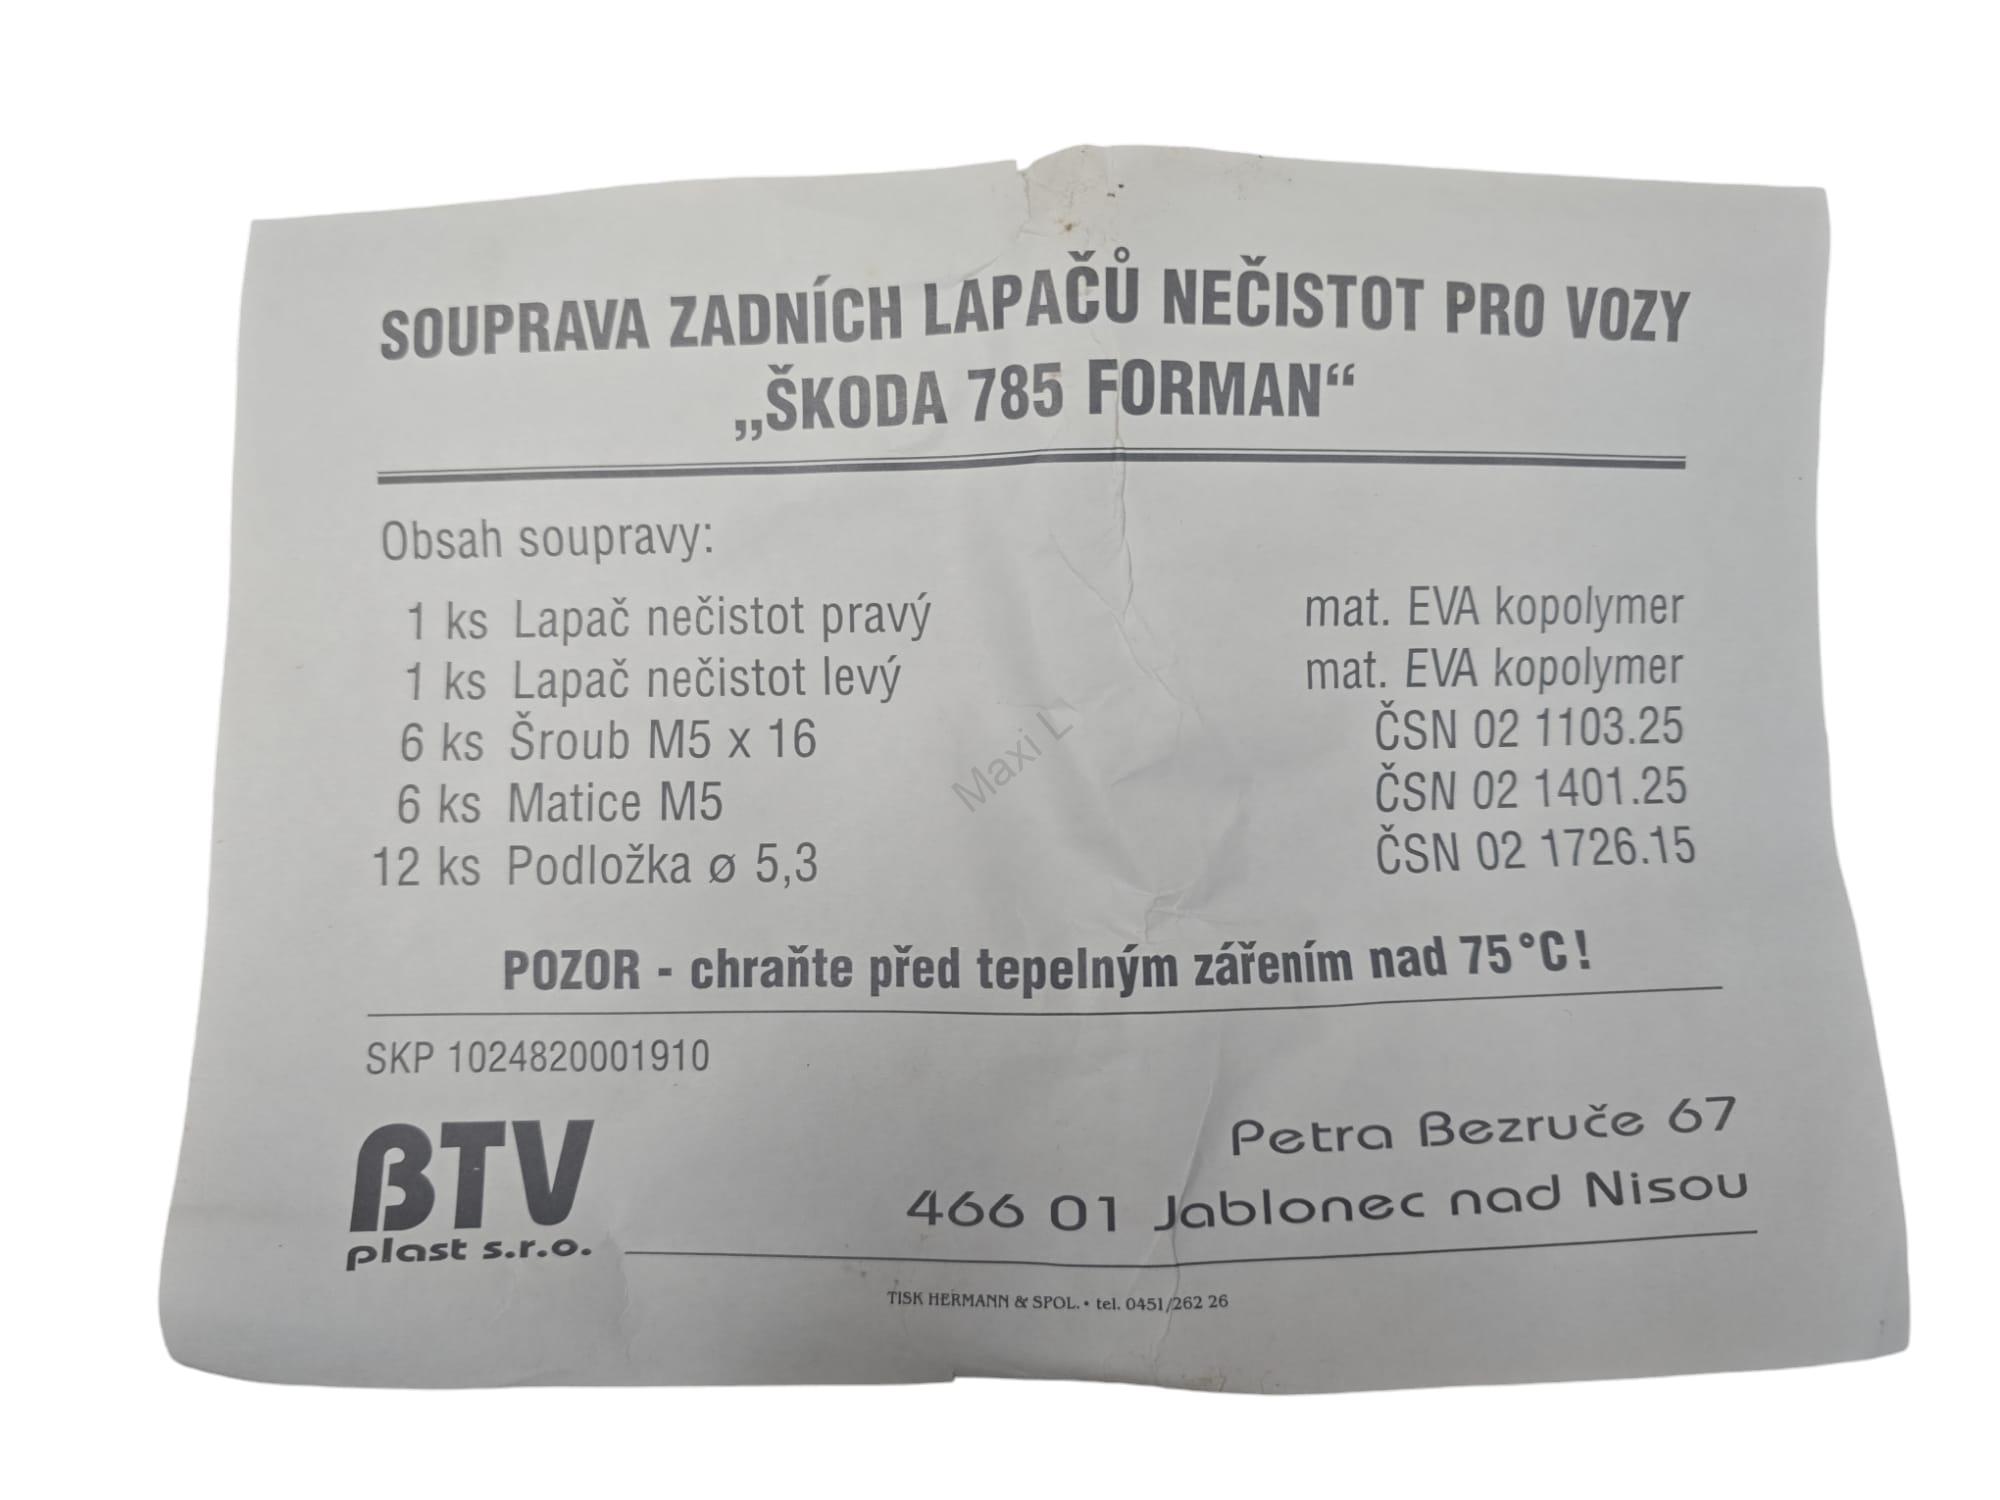 SOUPRAVA ZADNÍCH LAPAČŮ NEČISTOT PRO VOZY
„ŠKODA 785 FORMAN“
Obsah soupravy:
1 ks Lapač nečistot pravý mat. EVA kopolymer
1 ks Lapač nečistot levý mat. EVA kopolymer
6 ks Šroub M5 x 16 ČSN 02 1103.25
6 ks Matice M5 ČSN 02 1401.25
12 ks Podložka ø 5,3 ČSN 02 1726.15
Maxi L
POZOR - chraňte před tepelným zářením nad 75°C!
SKP 1024820001910
BTV
plast s.r.o.
Petra Bezruče 67
466 01 Jablonec nad Nisou
TISK HERMANN & SPOL. • tel. 0451/262 26